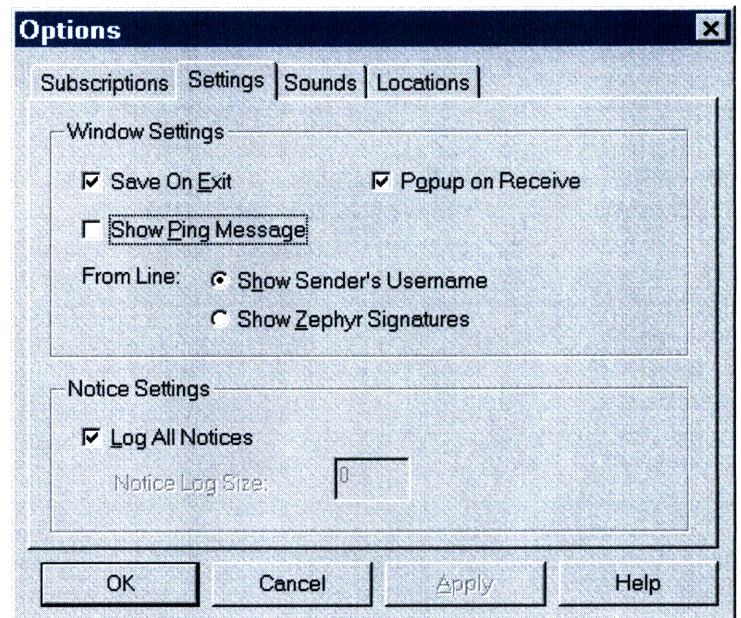 Options
Subscriptions Settings Sounds Locations
Window Settings
Save On Exit Popup on Receive
Show Ping Message
From Line: Show Sender's Username
Show Zephyr Signatures
Notice Settings
Log All Notices
Notice Log Size: 0
OK Cancel Apply Help